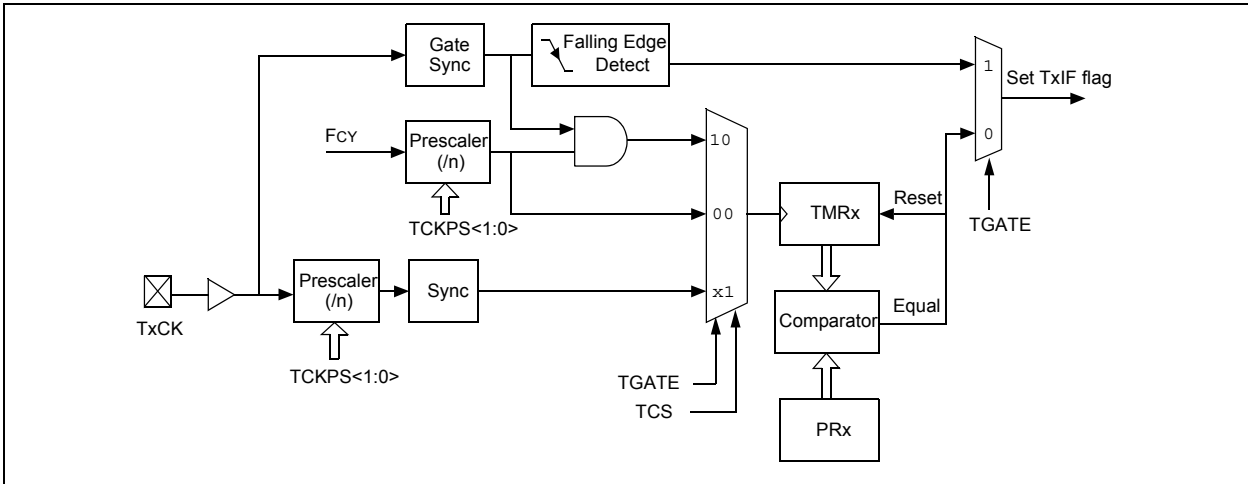 Gate
Sync
Falling Edge
Detect
1
Set TxIF flag
0
FCY
Prescaler
(/n)
10
TCKPS<1:0>
00
TMRx
Reset
TGATE
Prescaler
(/n)
Sync
x1
TxCK
Comparator
Equal
TCKPS<1:0>
TGATE
TCS
PRx